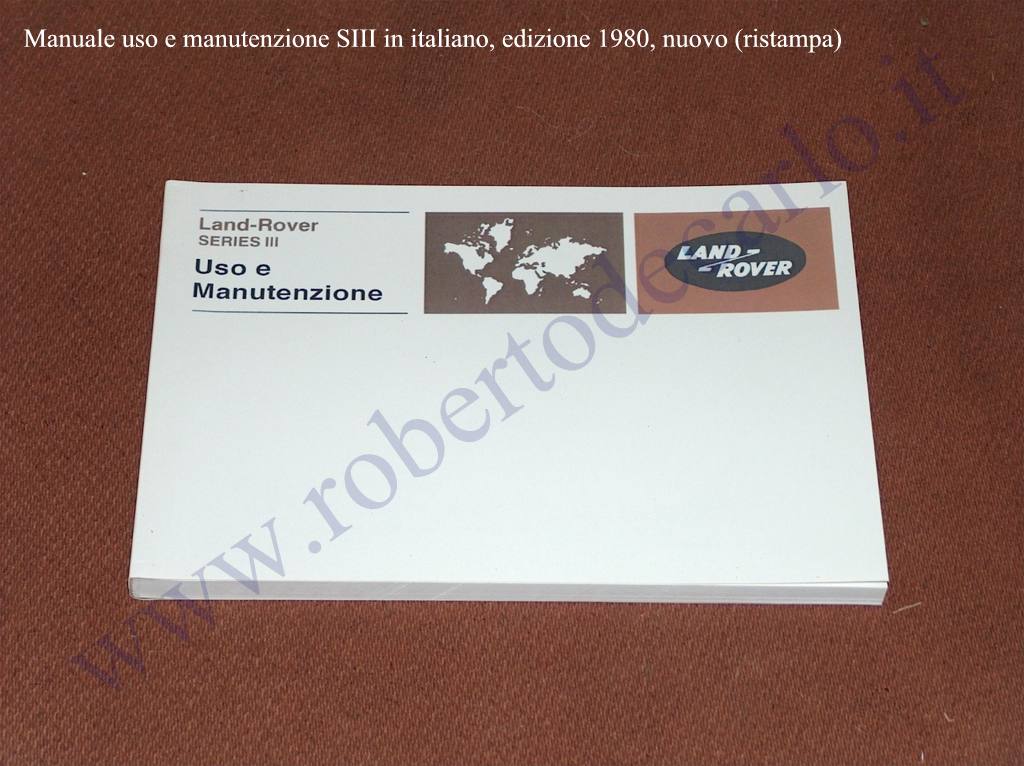 Manuale uso e manutenzione SIII in italiano, edizione 1980, nuovo (ristampa)
Land-Rover
SERIES III
Uso e
Manutenzione
LAND-
ROVER
www.robertodecarlo.it